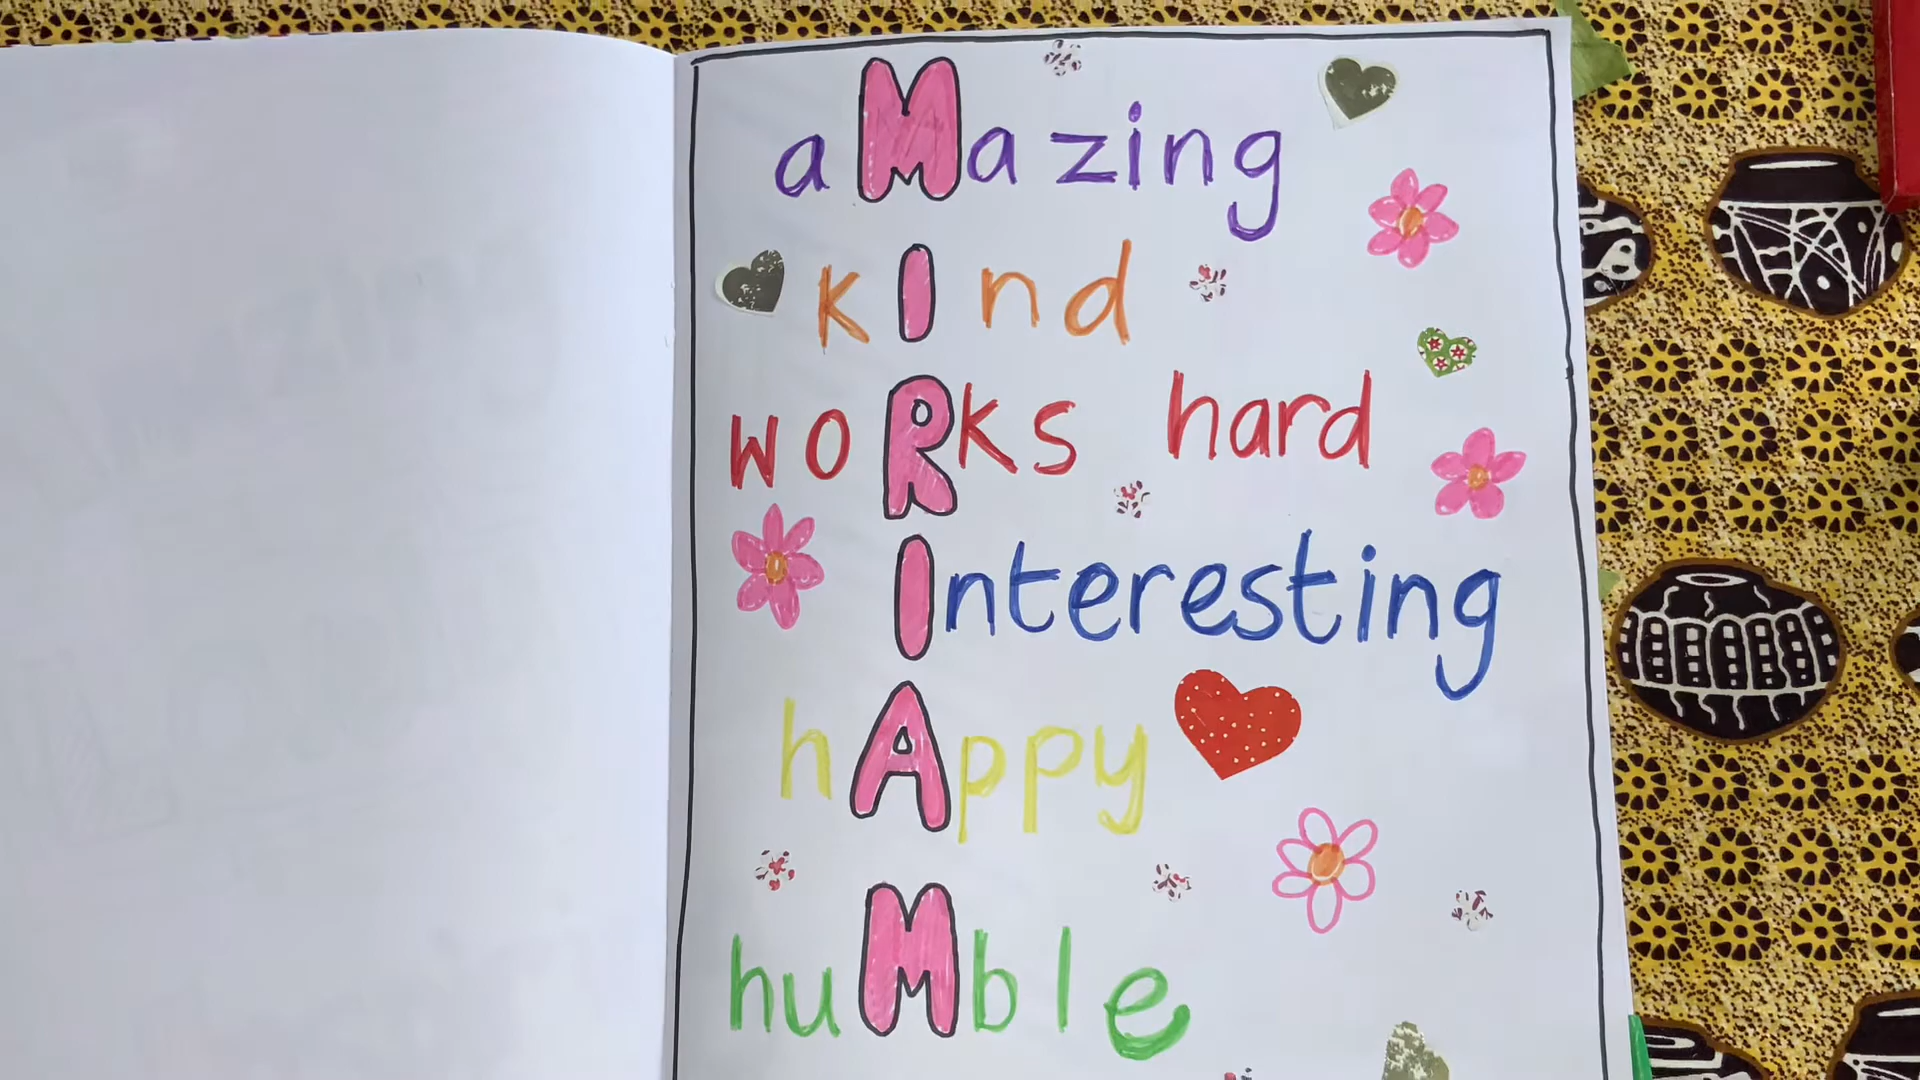 aMazing
kInd
woRks hard
Interesting
hAppy
huMble